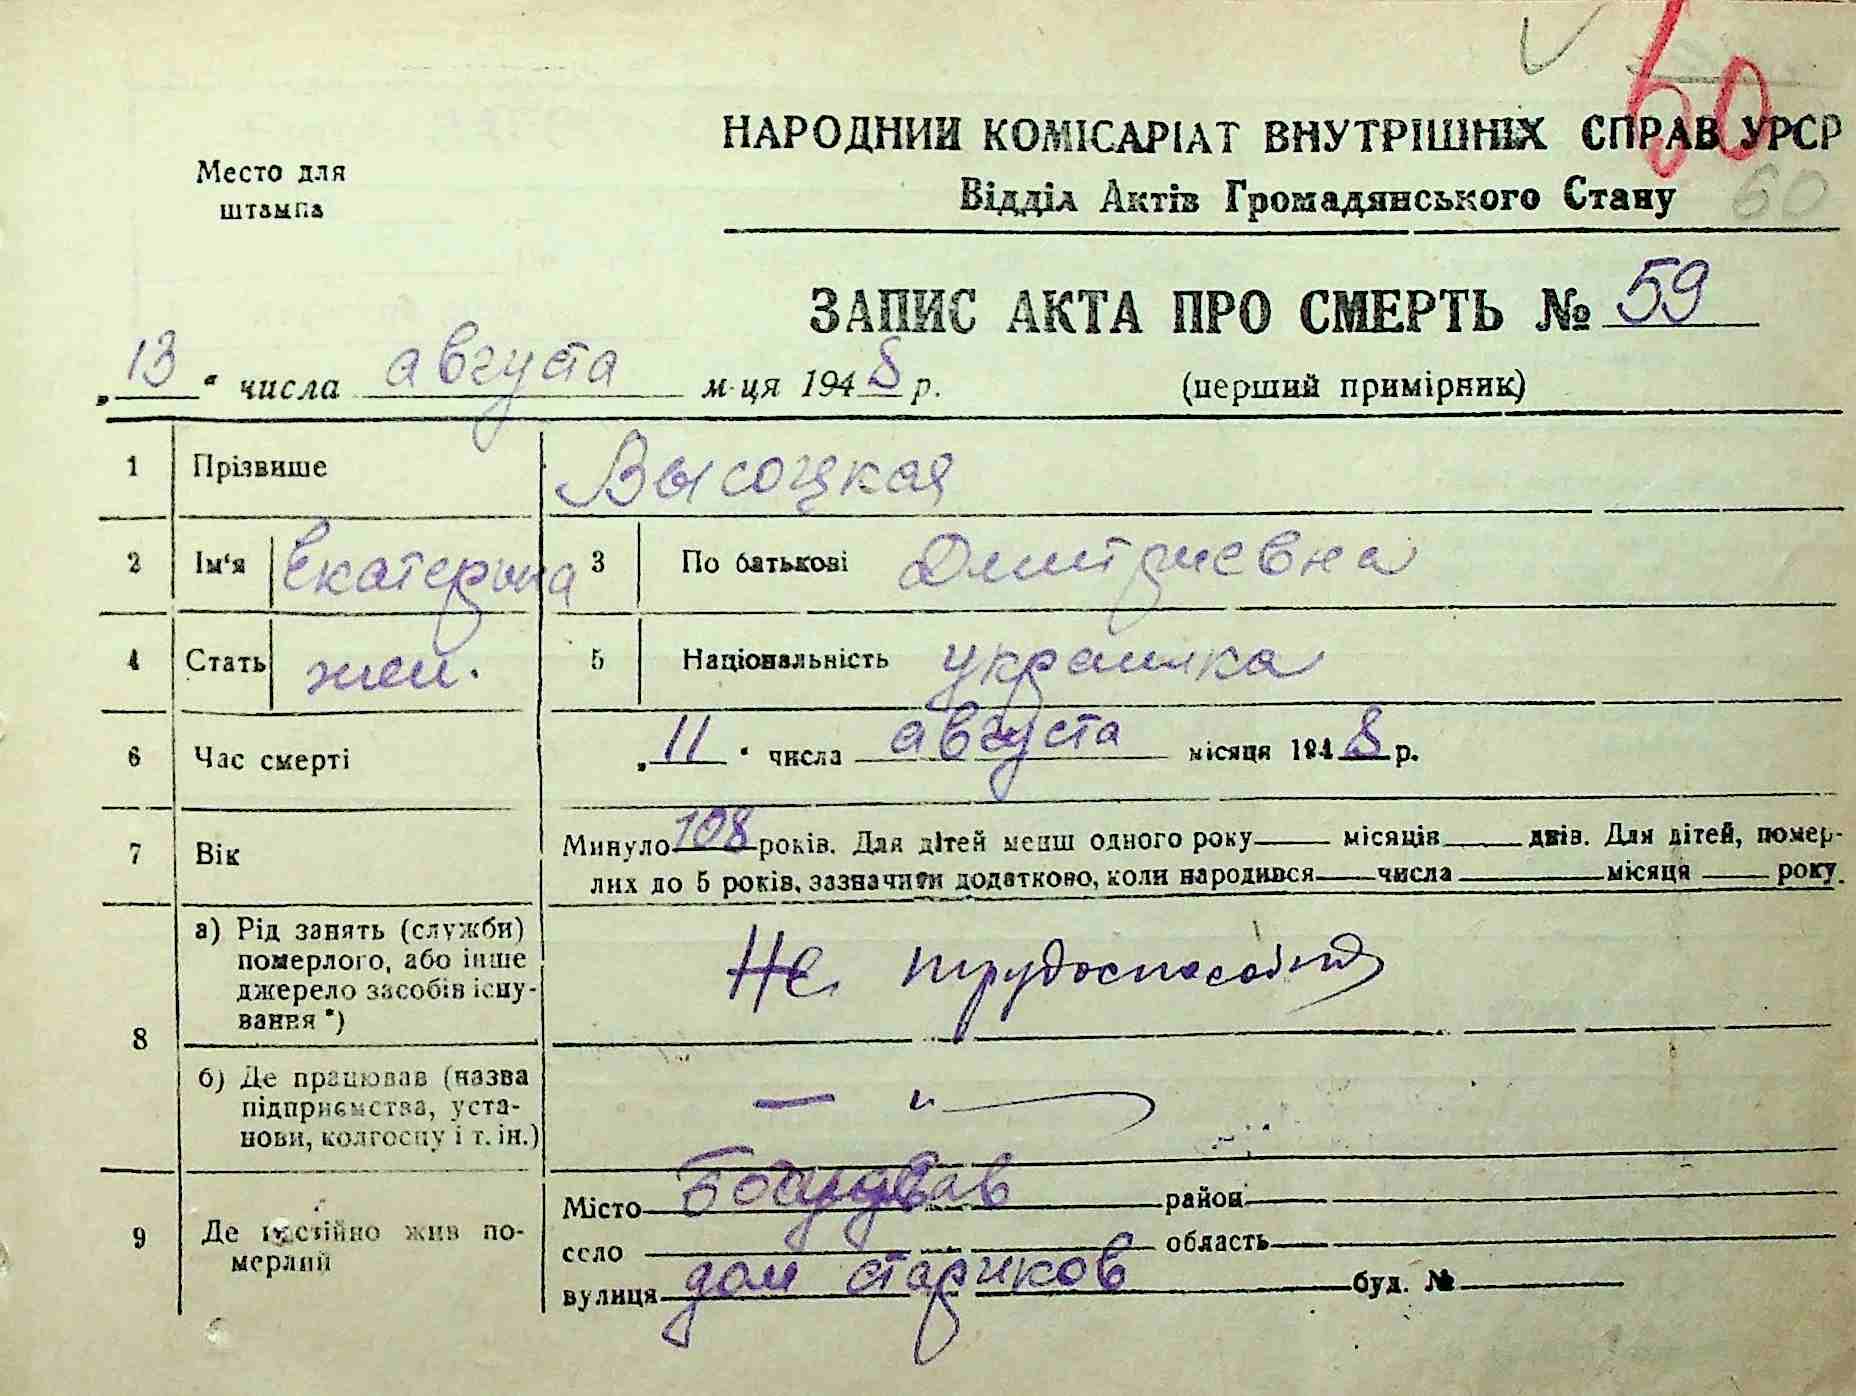 60
НАРОДНИЙ КОМІСАРІАТ ВНУТРІШНІХ СПРАВ УРСР
Відділ Актів Громадянського Стану 60
Место для
штампа
ЗАПИС АКТА ПРО СМЕРТЬ № 59
„13“ числа августа м-ця 1948 р. (перший примірник)
1 Прізвише Высоцкая
2 Ім'я Екатерина 3 По батькові Дмитриевна
4 Стать жен. 5 Національність украинка
6 Час смерті „11“ числа августа місяця 1948 р.
7 Вік Минуло 108 років. Для дітей менш одного року — місяців — днів. Для дітей, помер-
лих до 5 років, зазначити додатково, коли народився — числа — місяця — року.
8 а) Рід занять (служби)
померлого, або інше
джерело засобів існу-
вання *)
Не трудоспособная
б) Де працював (назва
підприємства, уста-
нови, колгоспу і т. ін.)
— " —
9 Де постійно жив по-
мерлий
Місто район
село область
вулиця дом стариков буд. №